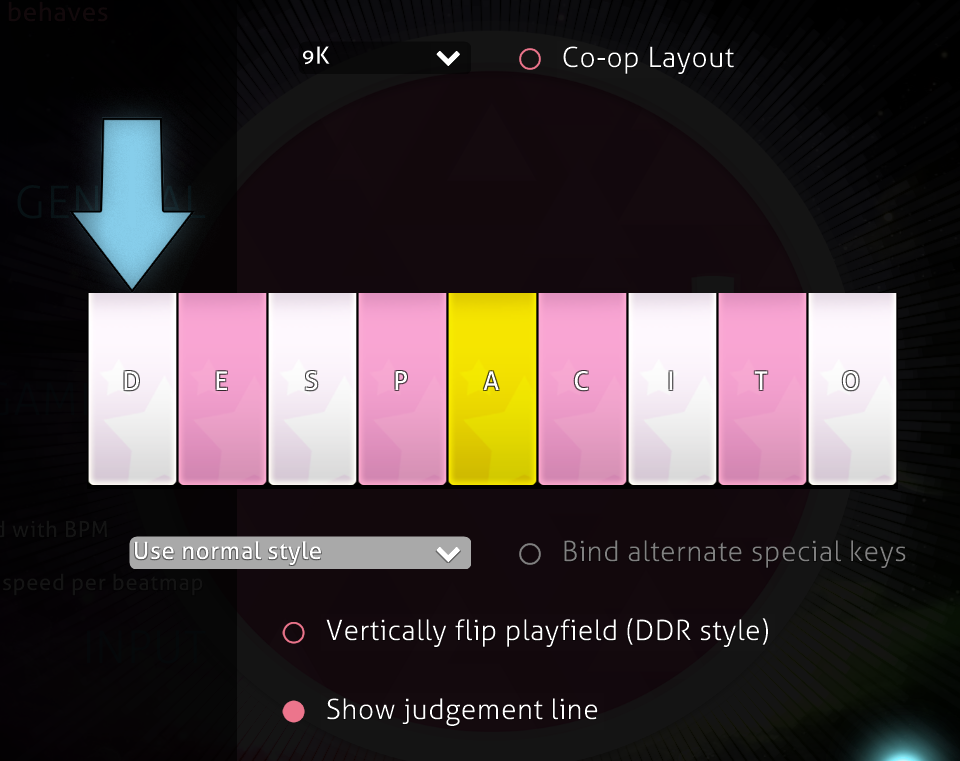 behaves
9K
Co-op Layout
GENERAL
D E S P A C I T O
d with BPM
Use normal style
Bind alternate special keys
speed per beatmap
Vertically flip playfield (DDR style)
Show judgement line